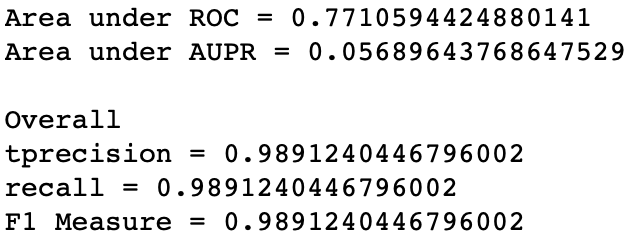 Area under ROC = 0.7710594424880141
Area under AUPR = 0.05689643768647529
Overall
tprecision = 0.9891240446796002
recall = 0.9891240446796002
F1 Measure = 0.9891240446796002